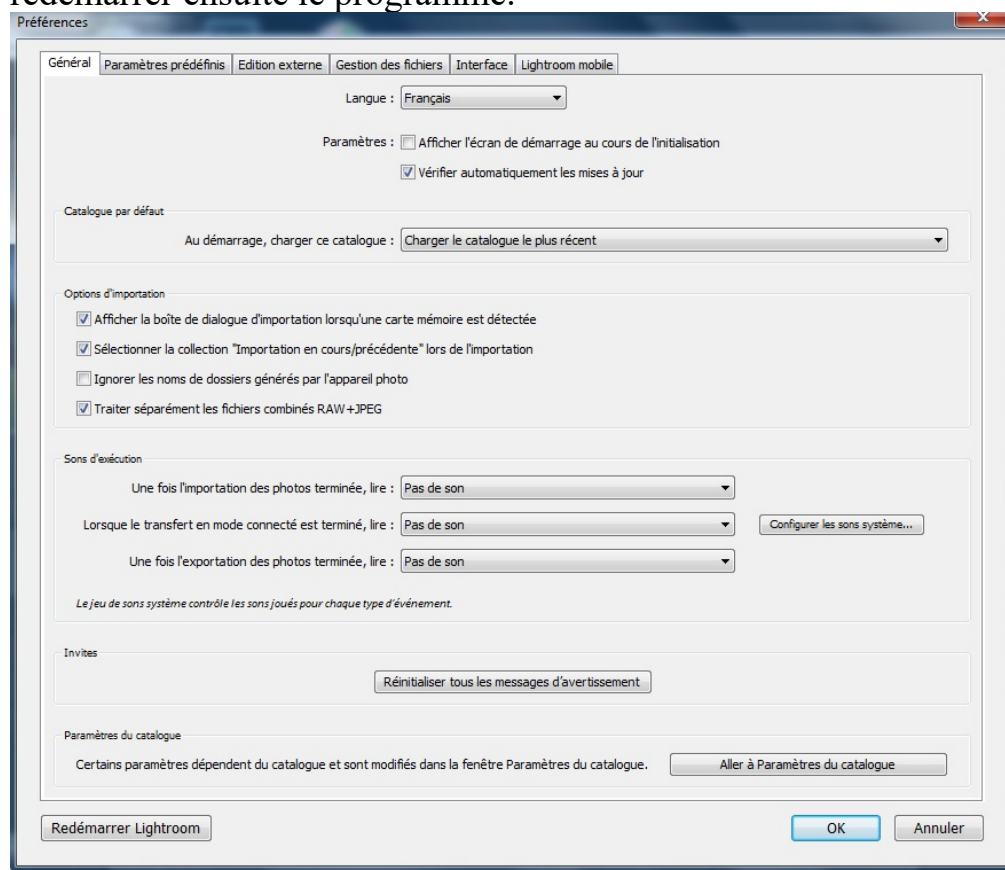 redémarrer ensuite le programme.
Préférences
Général Paramètres prédéfinis Edition externe Gestion des fichiers Interface Lightroom mobile
Langue : Français
Paramètres : Afficher l'écran de démarrage au cours de l'initialisation
Vérifier automatiquement les mises à jour
Catalogue par défaut
Au démarrage, charger ce catalogue : Charger le catalogue le plus récent
Options d'importation
Afficher la boîte de dialogue d'importation lorsqu'une carte mémoire est détectée
Sélectionner la collection "Importation en cours/précédente" lors de l'importation
Ignorer les noms de dossiers générés par l'appareil photo
Traiter séparément les fichiers combinés RAW+JPEG
Sons d'exécution
Une fois l'importation des photos terminée, lire : Pas de son
Lorsque le transfert en mode connecté est terminé, lire : Pas de son Configurer les sons système...
Une fois l'exportation des photos terminée, lire : Pas de son
Le jeu de sons système contrôle les sons joués pour chaque type d'événement.
Invites
Réinitialiser tous les messages d'avertissement
Paramètres du catalogue
Certains paramètres dépendent du catalogue et sont modifiés dans la fenêtre Paramètres du catalogue. Aller à Paramètres du catalogue
Redémarrer Lightroom OK Annuler